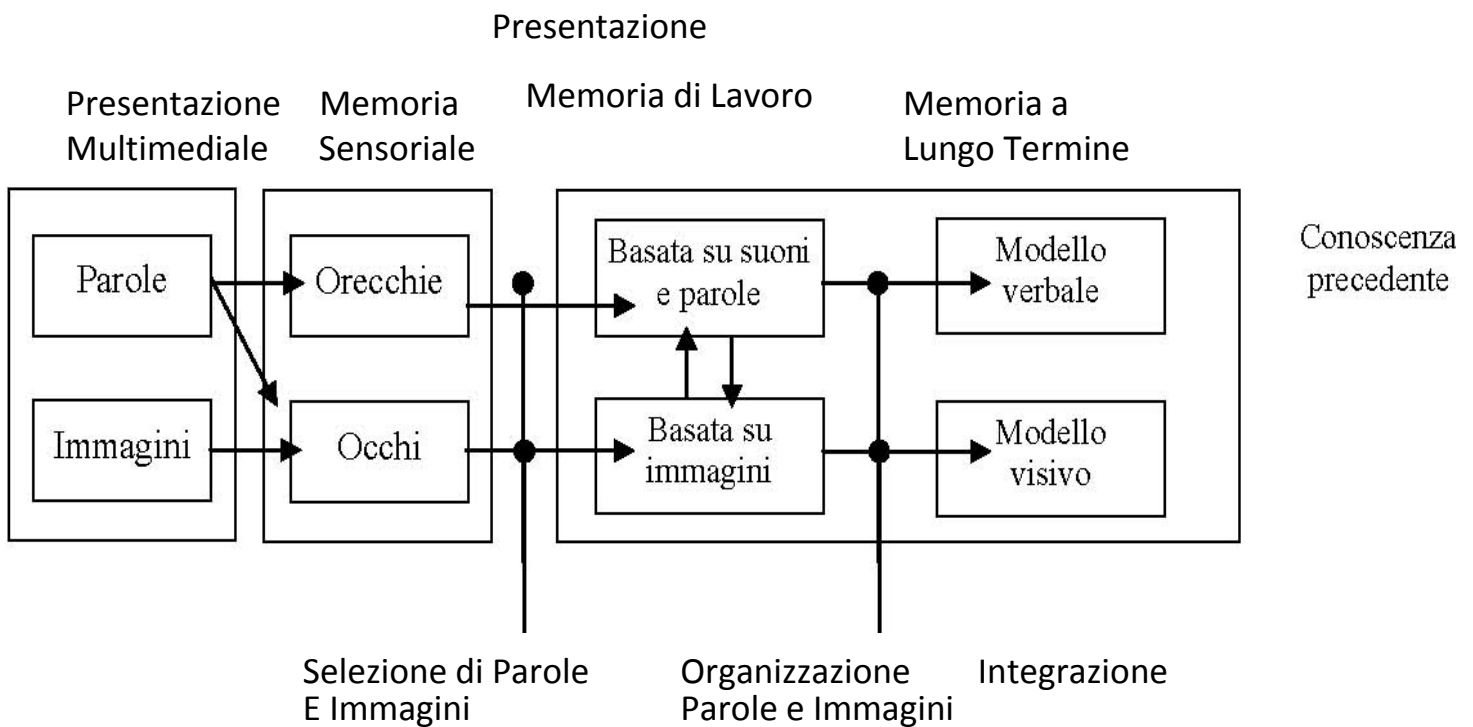 Presentazione
Presentazione
Multimediale
Memoria
Sensoriale
Memoria di Lavoro
Memoria a
Lungo Termine
Parole
Orecchie
Basata su suoni
e parole
Modello
verbale
Conoscenza
precedente
Immagini
Occhi
Basata su
immagini
Modello
visivo
Selezione di Parole
E Immagini
Organizzazione
Parole e Immagini
Integrazione